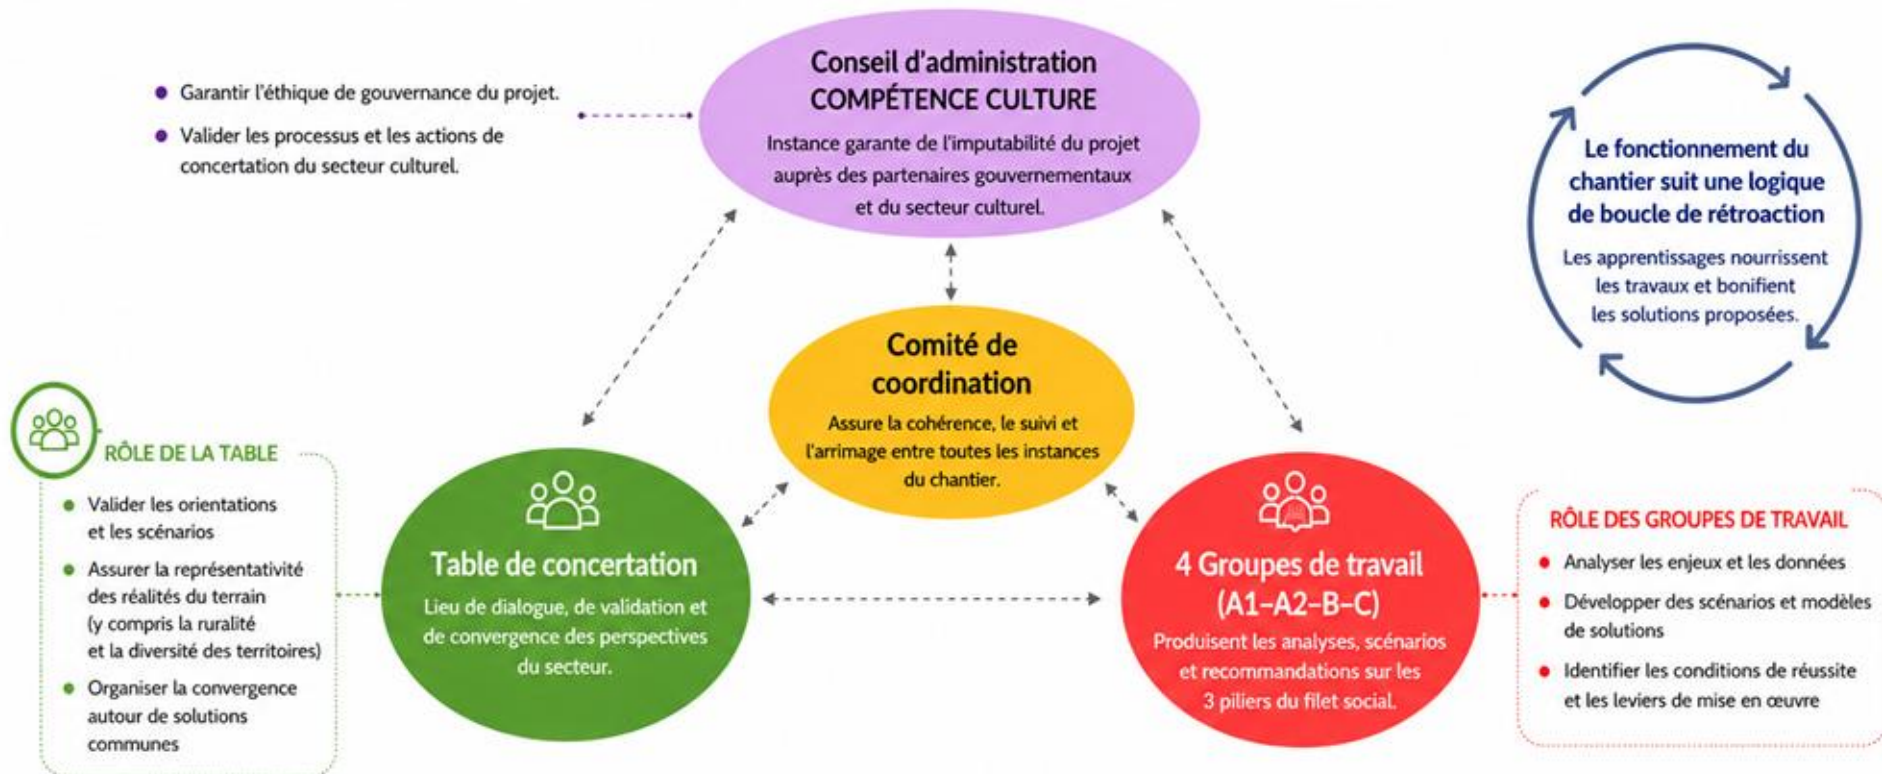 Conseil d'administration
COMPÉTENCE CULTURE
Instance garante de l'imputabilité du projet
auprès des partenaires gouvernementaux
et du secteur culturel.
Garantir l'éthique de gouvernance du projet.
Valider les processus et les actions de
concertation du secteur culturel.
Le fonctionnement du
chantier suit une logique
de boucle de rétroaction
Les apprentissages nourrissent
les travaux et bonifient
les solutions proposées.
Comité de
coordination
Assure la cohérence, le suivi et
l'arrimage entre toutes les instances
du chantier.
RÔLE DE LA TABLE
Valider les orientations
et les scénarios
Assurer la représentativité
des réalités du terrain
(y compris la ruralité
et la diversité des territoires)
Organiser la convergence
autour de solutions
communes
Table de concertation
Lieu de dialogue, de validation et
de convergence des perspectives
du secteur.
4 Groupes de travail
(A1–A2–B–C)
Produisent les analyses, scénarios
et recommandations sur les
3 piliers du filet social.
RÔLE DES GROUPES DE TRAVAIL
Analyser les enjeux et les données
Développer des scénarios et modèles
de solutions
Identifier les conditions de réussite
et les leviers de mise en œuvre